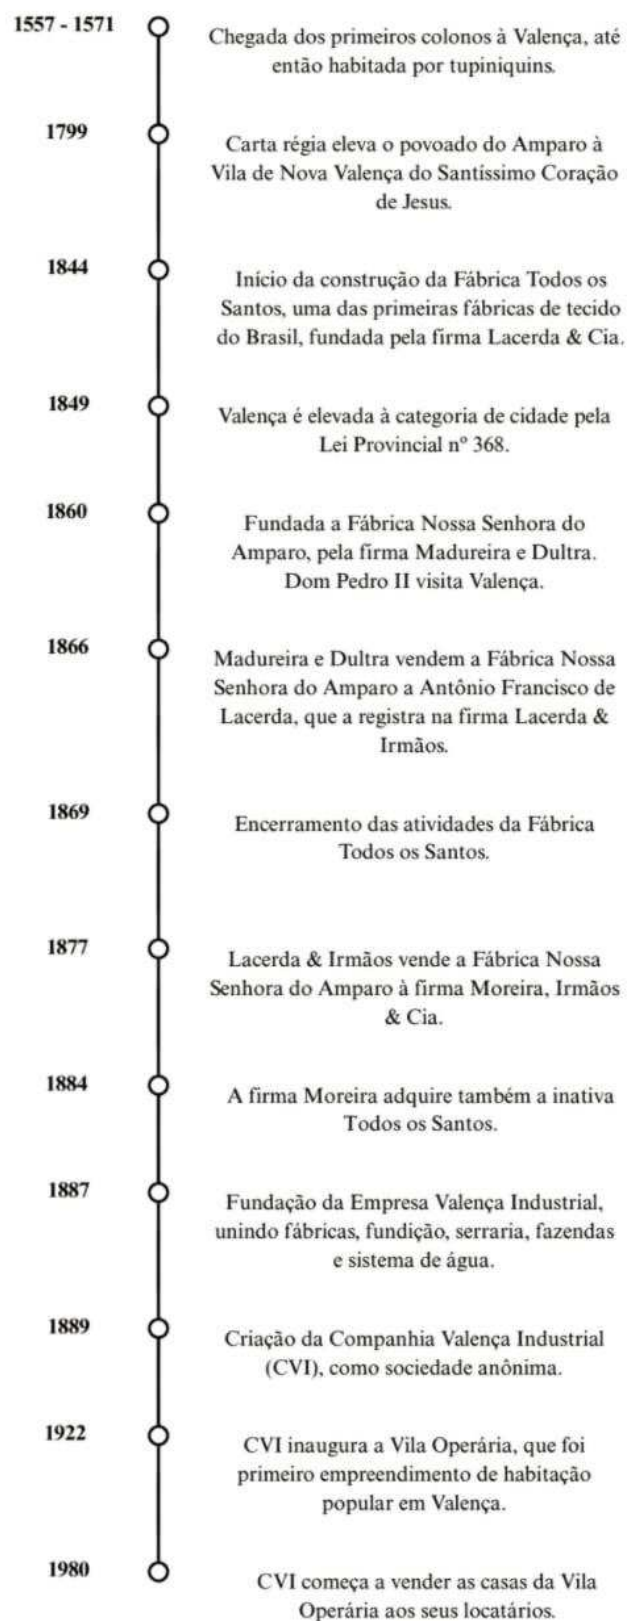 1557 - 1571
Chegada dos primeiros colonos à Valença, até
então habitada por tupiniquins.
1799
Carta régia eleva o povoado do Amparo à
Vila de Nova Valença do Santíssimo Coração
de Jesus.
1844
Início da construção da Fábrica Todos os
Santos, uma das primeiras fábricas de tecido
do Brasil, fundada pela firma Lacerda & Cia.
1849
Valença é elevada à categoria de cidade pela
Lei Provincial nº 368.
1860
Fundada a Fábrica Nossa Senhora do
Amparo, pela firma Madureira e Dultra.
Dom Pedro II visita Valença.
1866
Madureira e Dultra vendem a Fábrica Nossa
Senhora do Amparo a Antônio Francisco de
Lacerda, que a registra na firma Lacerda &
Irmãos.
1869
Encerramento das atividades da Fábrica
Todos os Santos.
1877
Lacerda & Irmãos vende a Fábrica Nossa
Senhora do Amparo à firma Moreira, Irmãos
& Cia.
1884
A firma Moreira adquire também a inativa
Todos os Santos.
1887
Fundação da Empresa Valença Industrial,
unindo fábricas, fundição, serraria, fazendas
e sistema de água.
1889
Criação da Companhia Valença Industrial
(CVI), como sociedade anônima.
1922
CVI inaugura a Vila Operária, que foi
primeiro empreendimento de habitação
popular em Valença.
1980
CVI começa a vender as casas da Vila
Operária aos seus locatários.